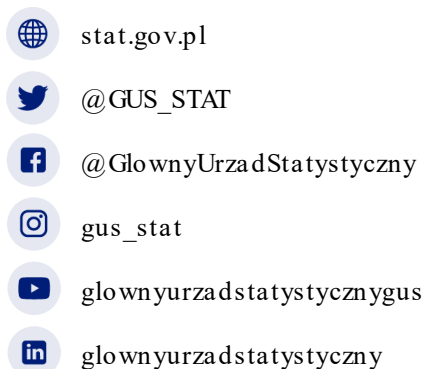 stat.gov.pl
@GUS_STAT
@GlownyUrzadStatystyczny
gus_stat
glownyurzadstatystycznygus
glownyurzadstatystyczny